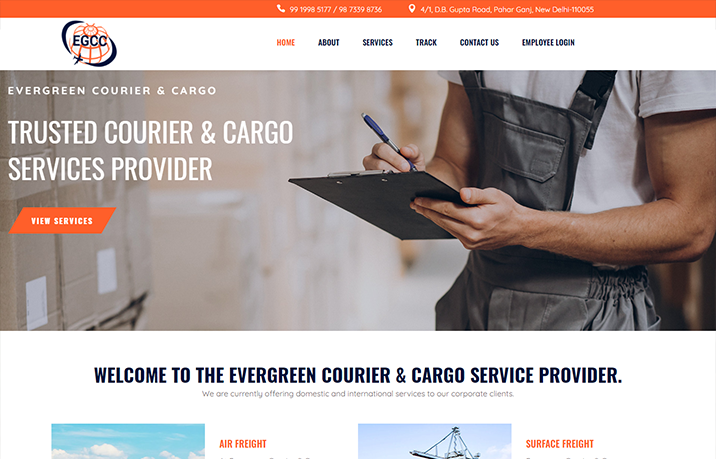 99 1998 5177 / 98 7339 8736
4/1, D.B. Gupta Road, Pahar Ganj, New Delhi-110055
EGCC
HOME
ABOUT
SERVICES
TRACK
CONTACT US
EMPLOYEE LOGIN
EVERGREEN COURIER & CARGO
TRUSTED COURIER & CARGO
SERVICES PROVIDER
VIEW SERVICES
WELCOME TO THE EVERGREEN COURIER & CARGO SERVICE PROVIDER.
We are currently offering domestic and international services to our corporate clients.
AIR FREIGHT
SURFACE FREIGHT